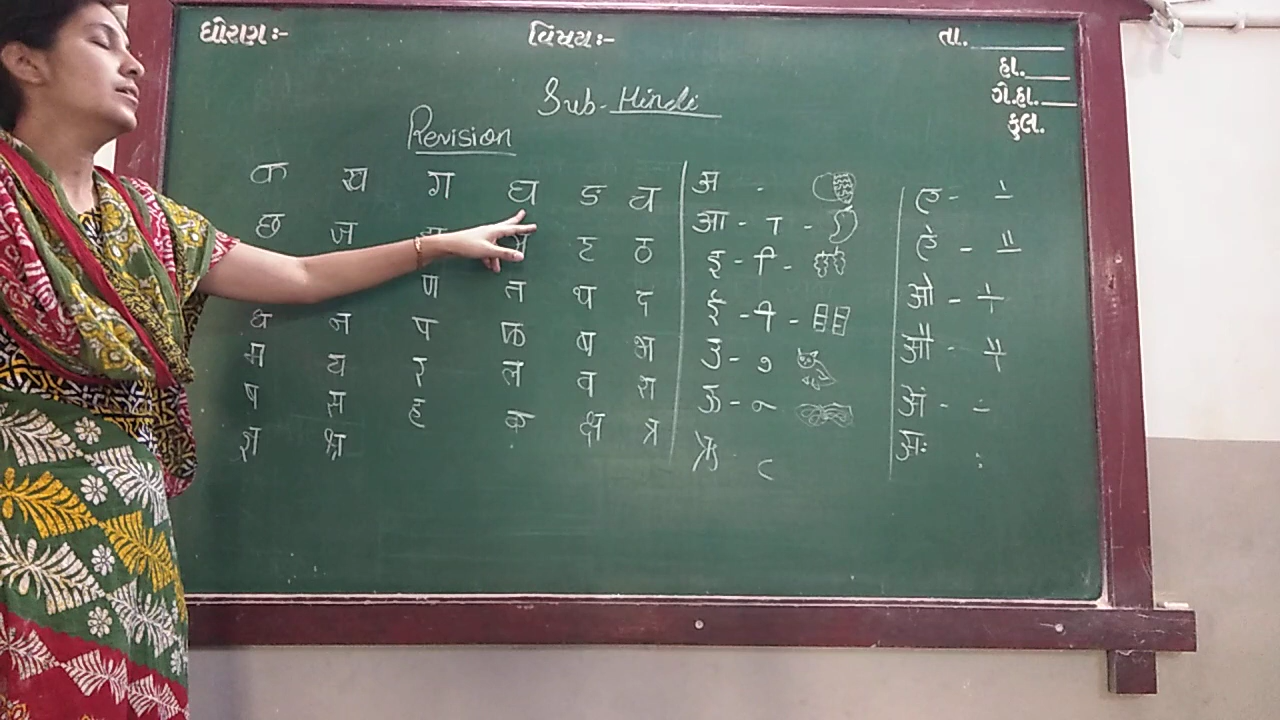 ધોરણ:- વિષય:- તા.
હા.
ગે.હા.
કુલ.
Sub- Hindi
Revision
क ख ग घ ङ च
छ ज ट ठ
ण त थ द
ध न प फ ब भ
म य र ल व स
ष स ह क क्ष त्र
ज्ञ
अ -
आ - ा -
इ - ि -
ई - ी -
उ - ु
ऊ - ू
ऋ ृ
ए - े
ऐ - ै
ओ - ो
औ - ौ
अं - ं
अः :